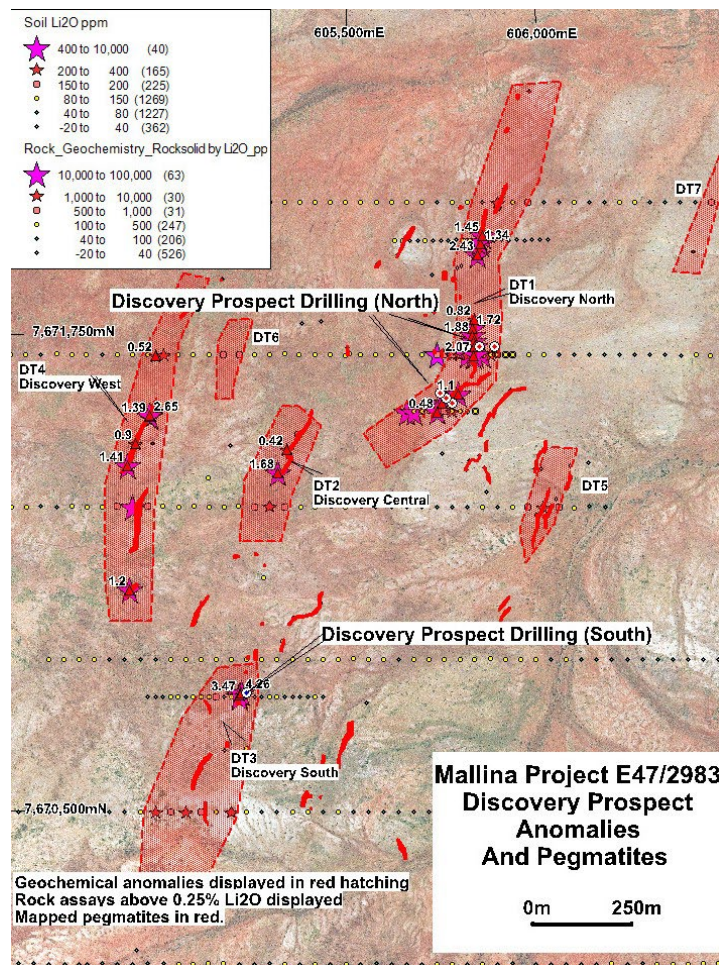 Soil Li2O ppm
400 to 10,000 (40)
200 to 400 (165)
150 to 200 (225)
80 to 150 (1269)
40 to 80 (1227)
-20 to 40 (362)
Rock_Geochemistry_Rocksolid by Li2O_pp
10,000 to 100,000 (63)
1,000 to 10,000 (30)
500 to 1,000 (31)
100 to 500 (247)
40 to 100 (206)
-20 to 40 (526)
605,500mE
606,000mE
DT7
1.45
1.34
2.43
DT1
Discovery North
Discovery Prospect Drilling (North)
0.82
1.72
1.88
7,671,750mN
DT6
2.07
0.52
DT4
Discovery West
1.1
0.48
1.39
2.65
0.9
0.42
1.41
1.68
DT2
Discovery Central
DT5
1.2
Discovery Prospect Drilling (South)
3.47
4.26
DT3
Discovery South
7,670,500mN
Mallina Project E47/2983
Discovery Prospect
Anomalies
And Pegmatites
Geochemical anomalies displayed in red hatching
Rock assays above 0.25% Li2O displayed
Mapped pegmatites in red.
0m
250m